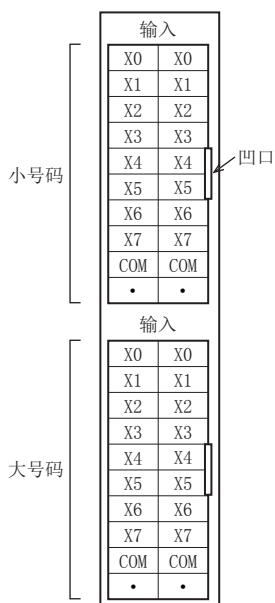 输入
X0 X0
X1 X1
X2 X2
X3 X3
X4 X4
凹口
小号码
X5 X5
X6 X6
X7 X7
COM COM
• •
输入
X0 X0
X1 X1
X2 X2
X3 X3
X4 X4
大号码
X5 X5
X6 X6
X7 X7
COM COM
• •